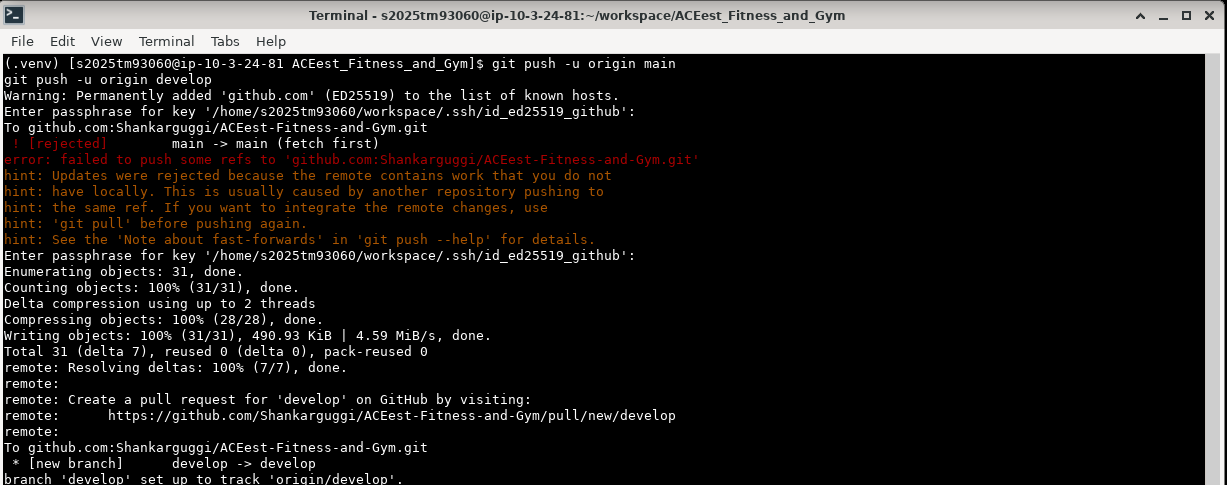 Terminal - s2025tm93060@ip-10-3-24-81:~/workspace/ACEest_Fitness_and_Gym
File Edit View Terminal Tabs Help
(.venv) [s2025tm93060@ip-10-3-24-81 ACEest_Fitness_and_Gym]$ git push -u origin main
git push -u origin develop
Warning: Permanently added 'github.com' (ED25519) to the list of known hosts.
Enter passphrase for key '/home/s2025tm93060/workspace/.ssh/id_ed25519_github':
To github.com:Shankarguggi/ACEest-Fitness-and-Gym.git
 ! [rejected]        main -> main (fetch first)
error: failed to push some refs to 'github.com:Shankarguggi/ACEest-Fitness-and-Gym.git'
hint: Updates were rejected because the remote contains work that you do not
hint: have locally. This is usually caused by another repository pushing to
hint: the same ref. If you want to integrate the remote changes, use
hint: 'git pull' before pushing again.
hint: See the 'Note about fast-forwards' in 'git push --help' for details.
Enter passphrase for key '/home/s2025tm93060/workspace/.ssh/id_ed25519_github':
Enumerating objects: 31, done.
Counting objects: 100% (31/31), done.
Delta compression using up to 2 threads
Compressing objects: 100% (28/28), done.
Writing objects: 100% (31/31), 490.93 KiB | 4.59 MiB/s, done.
Total 31 (delta 7), reused 0 (delta 0), pack-reused 0
remote: Resolving deltas: 100% (7/7), done.
remote:
remote: Create a pull request for 'develop' on GitHub by visiting:
remote:      https://github.com/Shankarguggi/ACEest-Fitness-and-Gym/pull/new/develop
remote:
To github.com:Shankarguggi/ACEest-Fitness-and-Gym.git
 * [new branch]      develop -> develop
branch 'develop' set up to track 'origin/develop'.